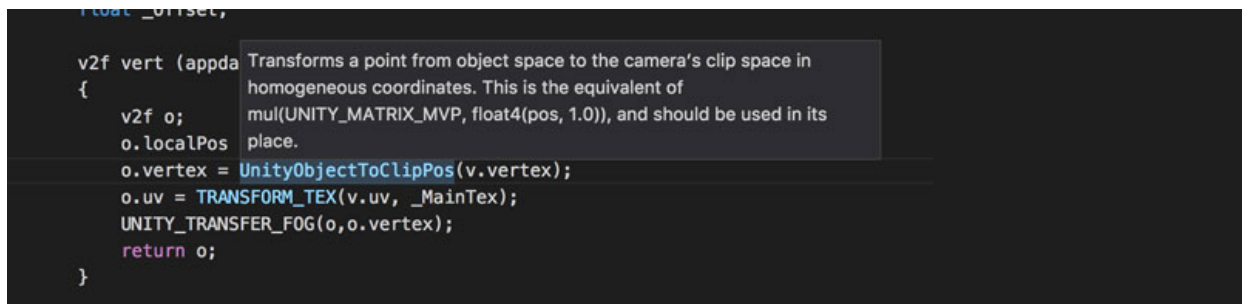 float _Offset;
v2f vert (appda
Transforms a point from object space to the camera's clip space in
{
homogeneous coordinates. This is the equivalent of
v2f o;
mul(UNITY_MATRIX_MVP, float4(pos, 1.0)), and should be used in its
o.localPos
place.
o.vertex = UnityObjectToClipPos(v.vertex);
o.uv = TRANSFORM_TEX(v.uv, _MainTex);
UNITY_TRANSFER_FOG(o,o.vertex);
return o;
}